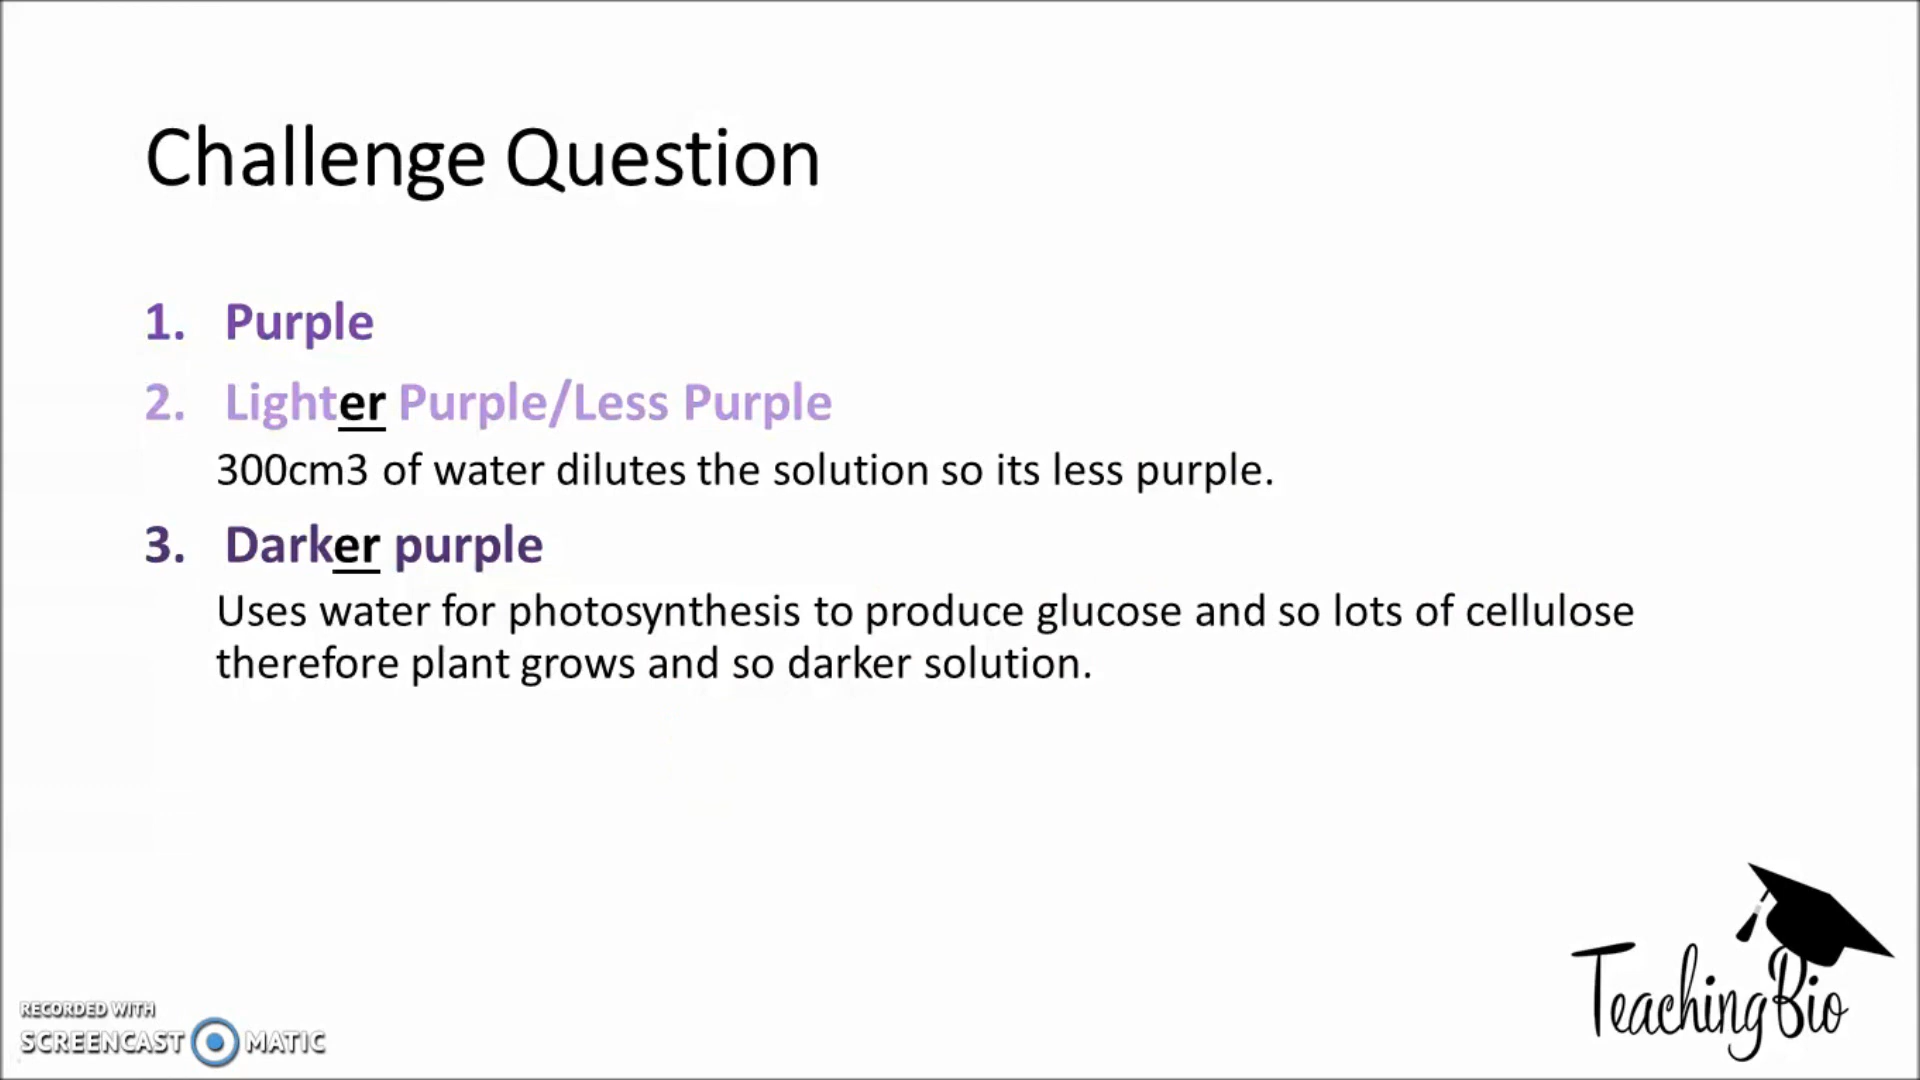 Challenge Question
1. Purple
2. Lighter Purple/Less Purple
300cm3 of water dilutes the solution so its less purple.
3. Darker purple
Uses water for photosynthesis to produce glucose and so lots of cellulose
therefore plant grows and so darker solution.
TeachingBio
RECORDED WITH
SCREENCAST MATIC